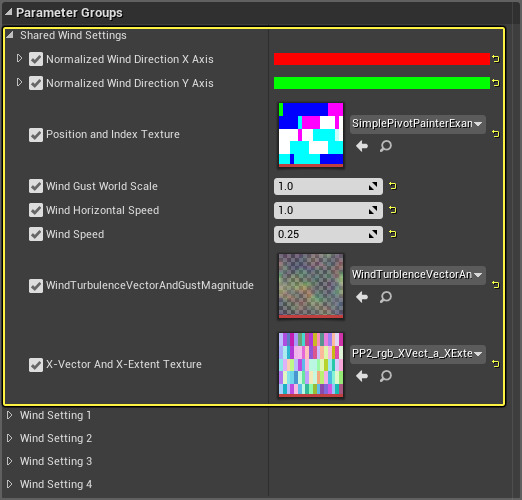 Parameter Groups
Shared Wind Settings
Normalized Wind Direction X Axis
Normalized Wind Direction Y Axis
Position and Index Texture
SimplePivotPainterExan
Wind Gust World Scale
1.0
Wind Horizontal Speed
1.0
Wind Speed
0.25
WindTurbulenceVectorAndGustMagnitude
WindTurblenceVectorAn
X-Vector And X-Extent Texture
PP2_rgb_XVect_a_XExte
Wind Setting 1
Wind Setting 2
Wind Setting 3
Wind Setting 4